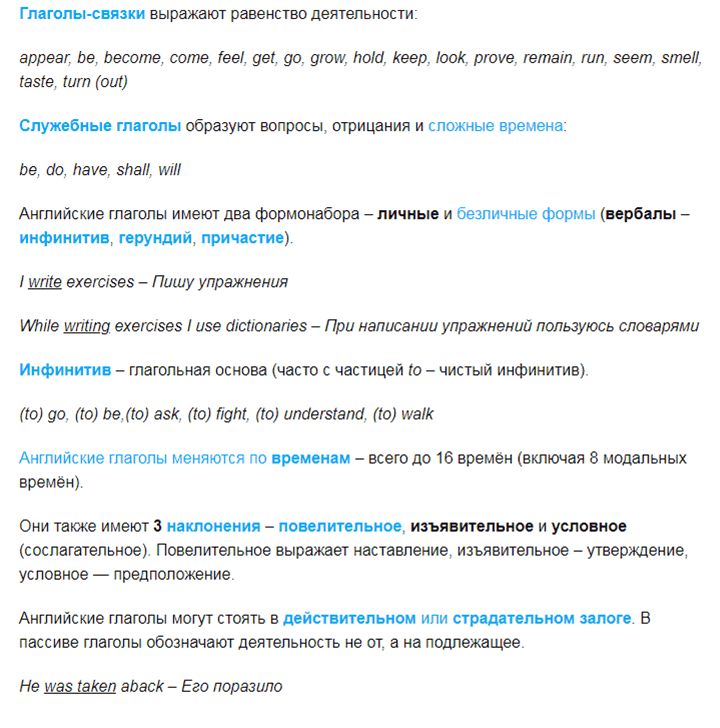 Глаголы-связки выражают равенство деятельности:
appear, be, become, come, feel, get, go, grow, hold, keep, look, prove, remain, run, seem, smell,
taste, turn (out)
Служебные глаголы образуют вопросы, отрицания и сложные времена:
be, do, have, shall, will
Английские глаголы имеют два формонабора – личные и безличные формы (вербалы –
инфинитив, герундий, причастие).
I write exercises – Пишу упражнения
While writing exercises I use dictionaries – При написании упражнений пользуюсь словарями
Инфинитив – глагольная основа (часто с частицей to – чистый инфинитив).
(to) go, (to) be,(to) ask, (to) fight, (to) understand, (to) walk
Английские глаголы меняются по временам – всего до 16 времён (включая 8 модальных
времён).
Они также имеют 3 наклонения – повелительное, изъявительное и условное
(сослагательное). Повелительное выражает наставление, изъявительное – утверждение,
условное — предположение.
Английские глаголы могут стоять в действительном или страдательном залоге. В
пассиве глаголы обозначают деятельность не от, а на подлежащее.
He was taken aback – Его поразило